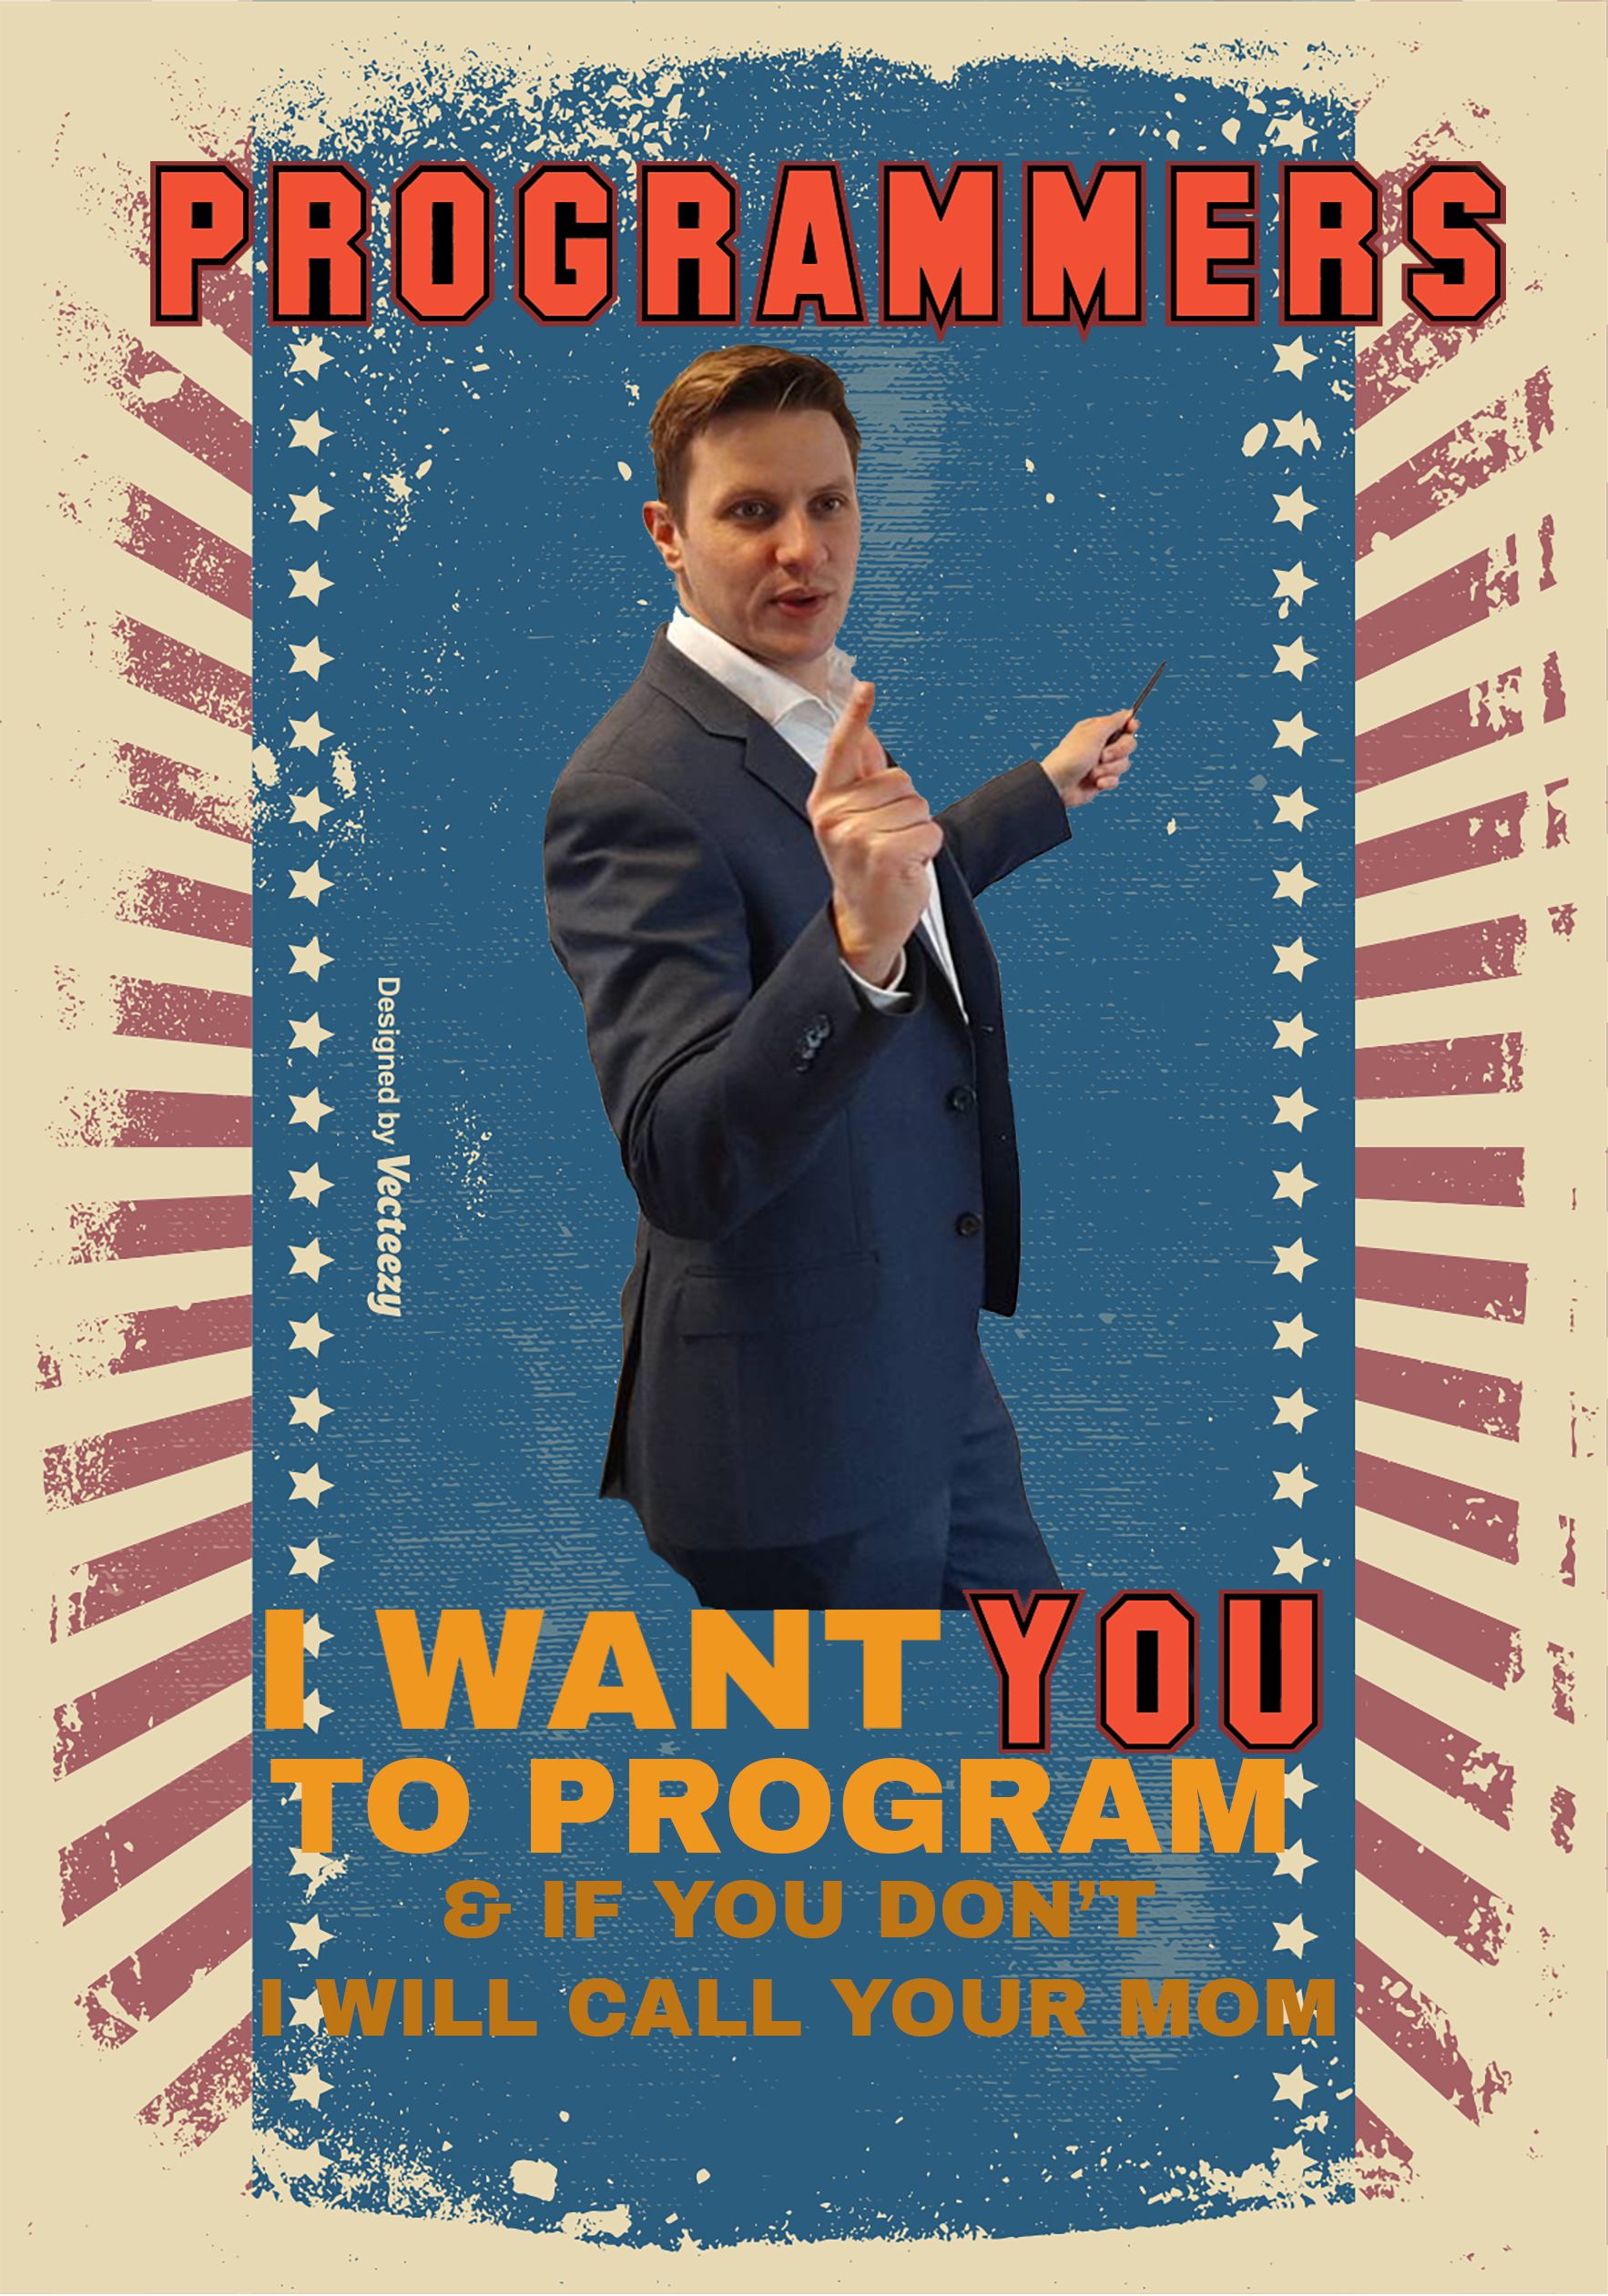 PROGRAMMERS
Designed by Vecteezy
I WANT YOU
TO PROGRAM
& IF YOU DON'T
I WILL CALL YOUR MOM